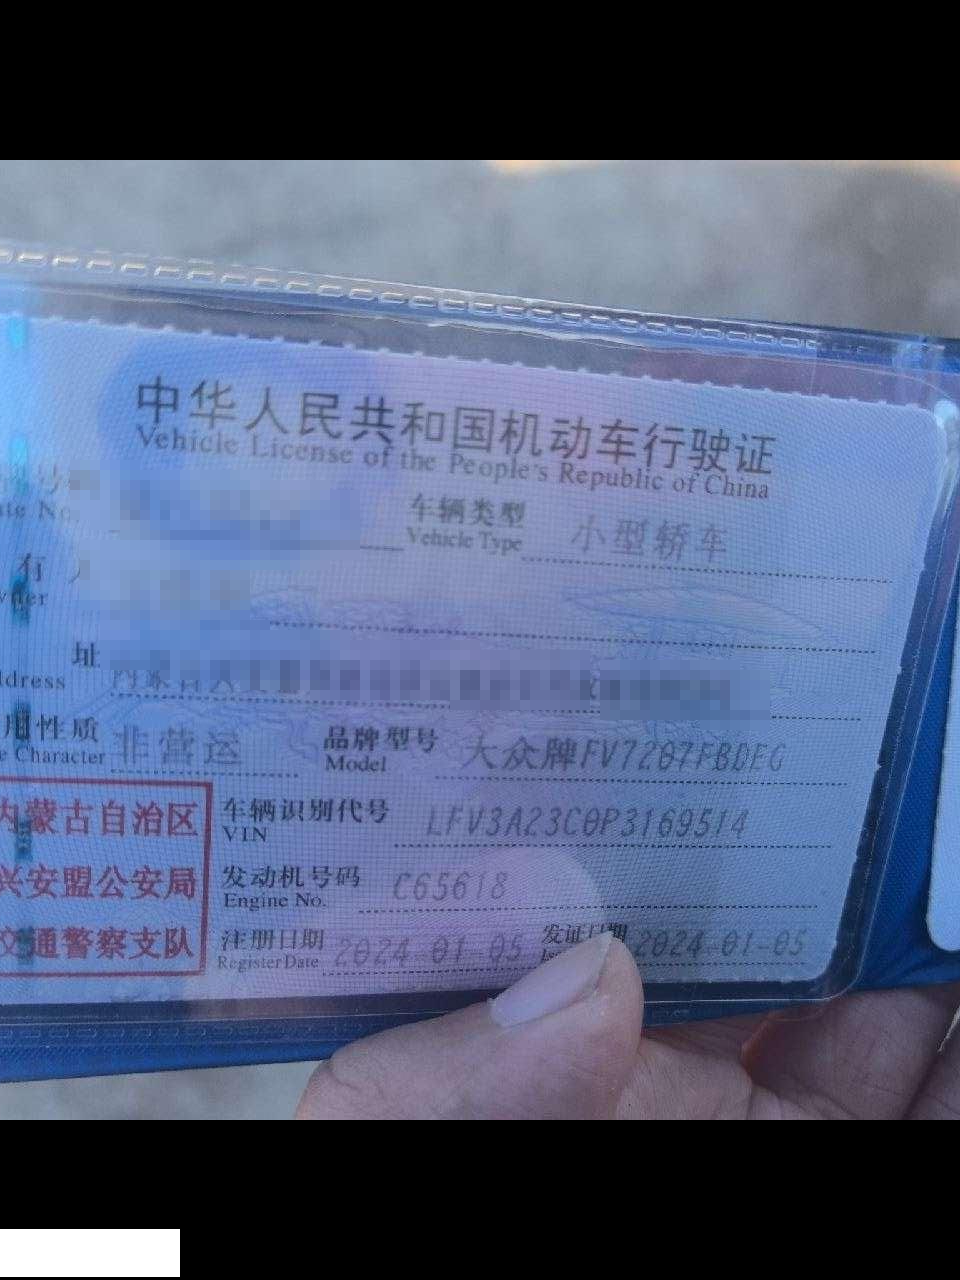 中华人民共和国机动车行驶证
Vehicle License of the People's Republic of China
车辆类型 小型轿车
Vehicle Type
有
址
用性质 非营运
Character
品牌型号 大众牌FV7207FBDEG
Model
车辆识别代号 LFV3A23C0P3169514
VIN
发动机号码 C65618
Engine No.
注册日期 2024-01-05
Register Date
发证日期 2024-01-05
内蒙古自治区
兴安盟公安局
交通警察支队